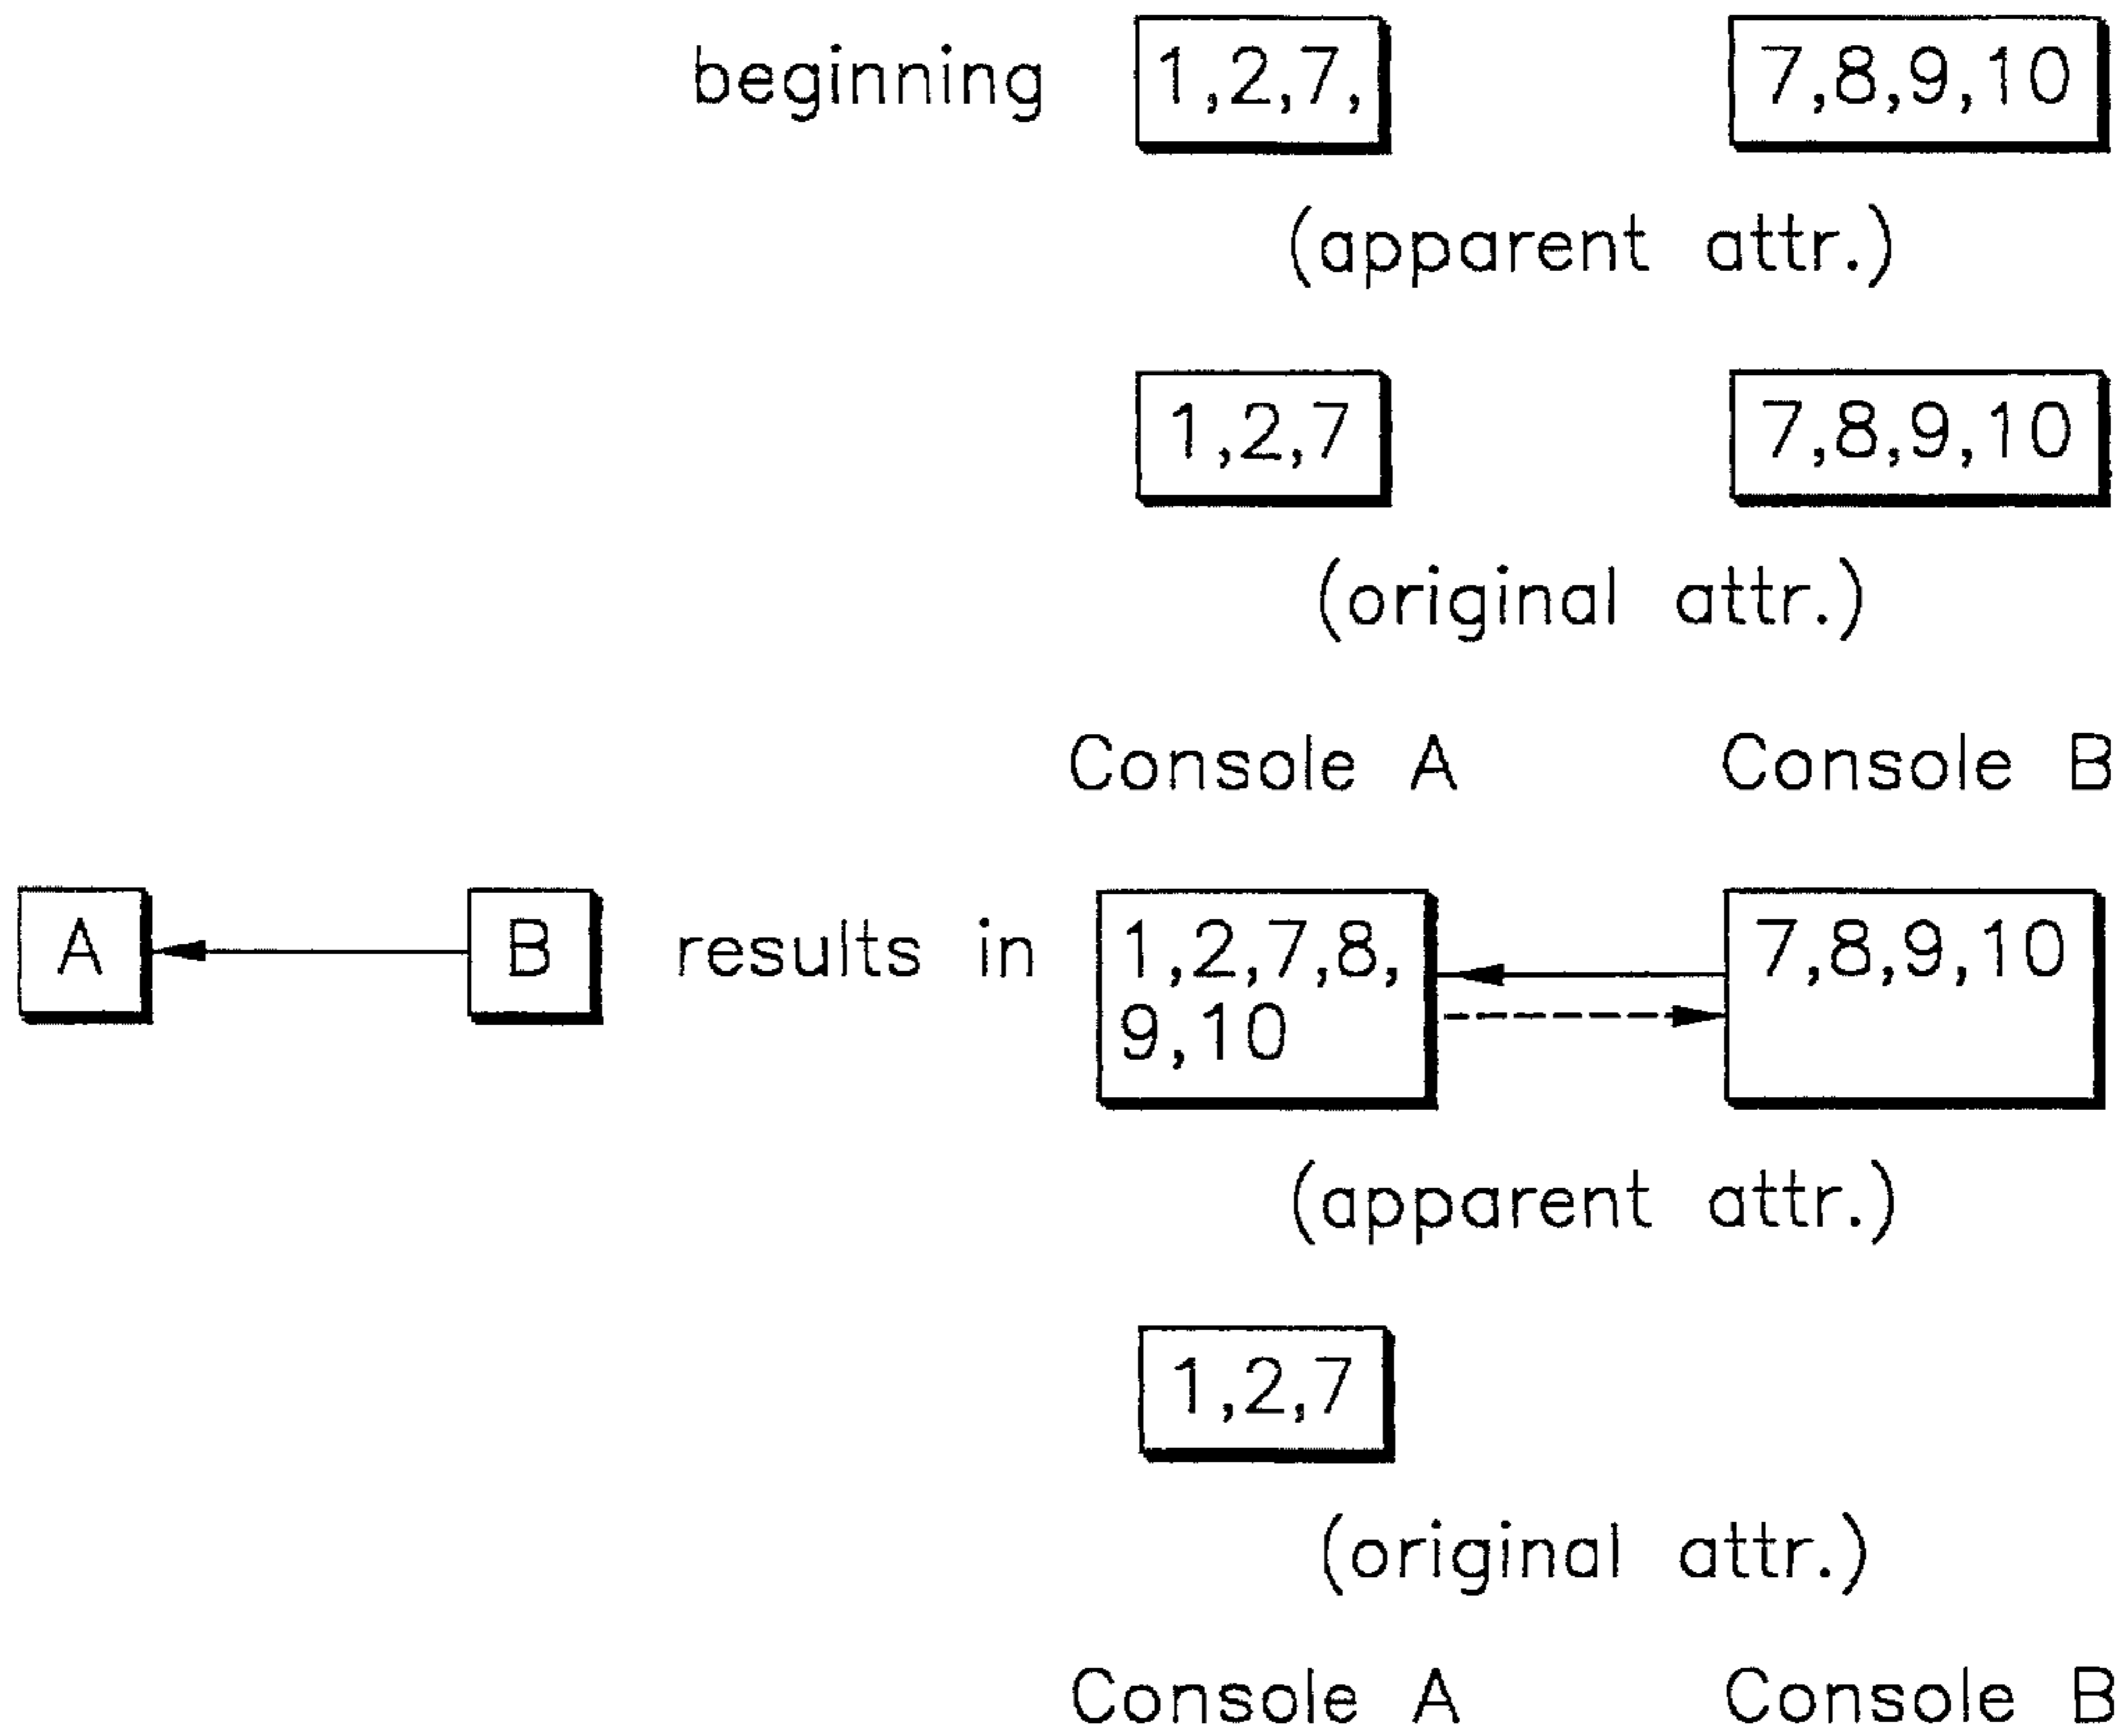 beginning 1,2,7, 7,8,9,10
(apparent attr.)
1,2,7 7,8,9,10
(original attr.)
Console A Console B
A B results in 1,2,7,8, 7,8,9,10
9,10
(apparent attr.)
1,2,7
(original attr.)
Console A Console B